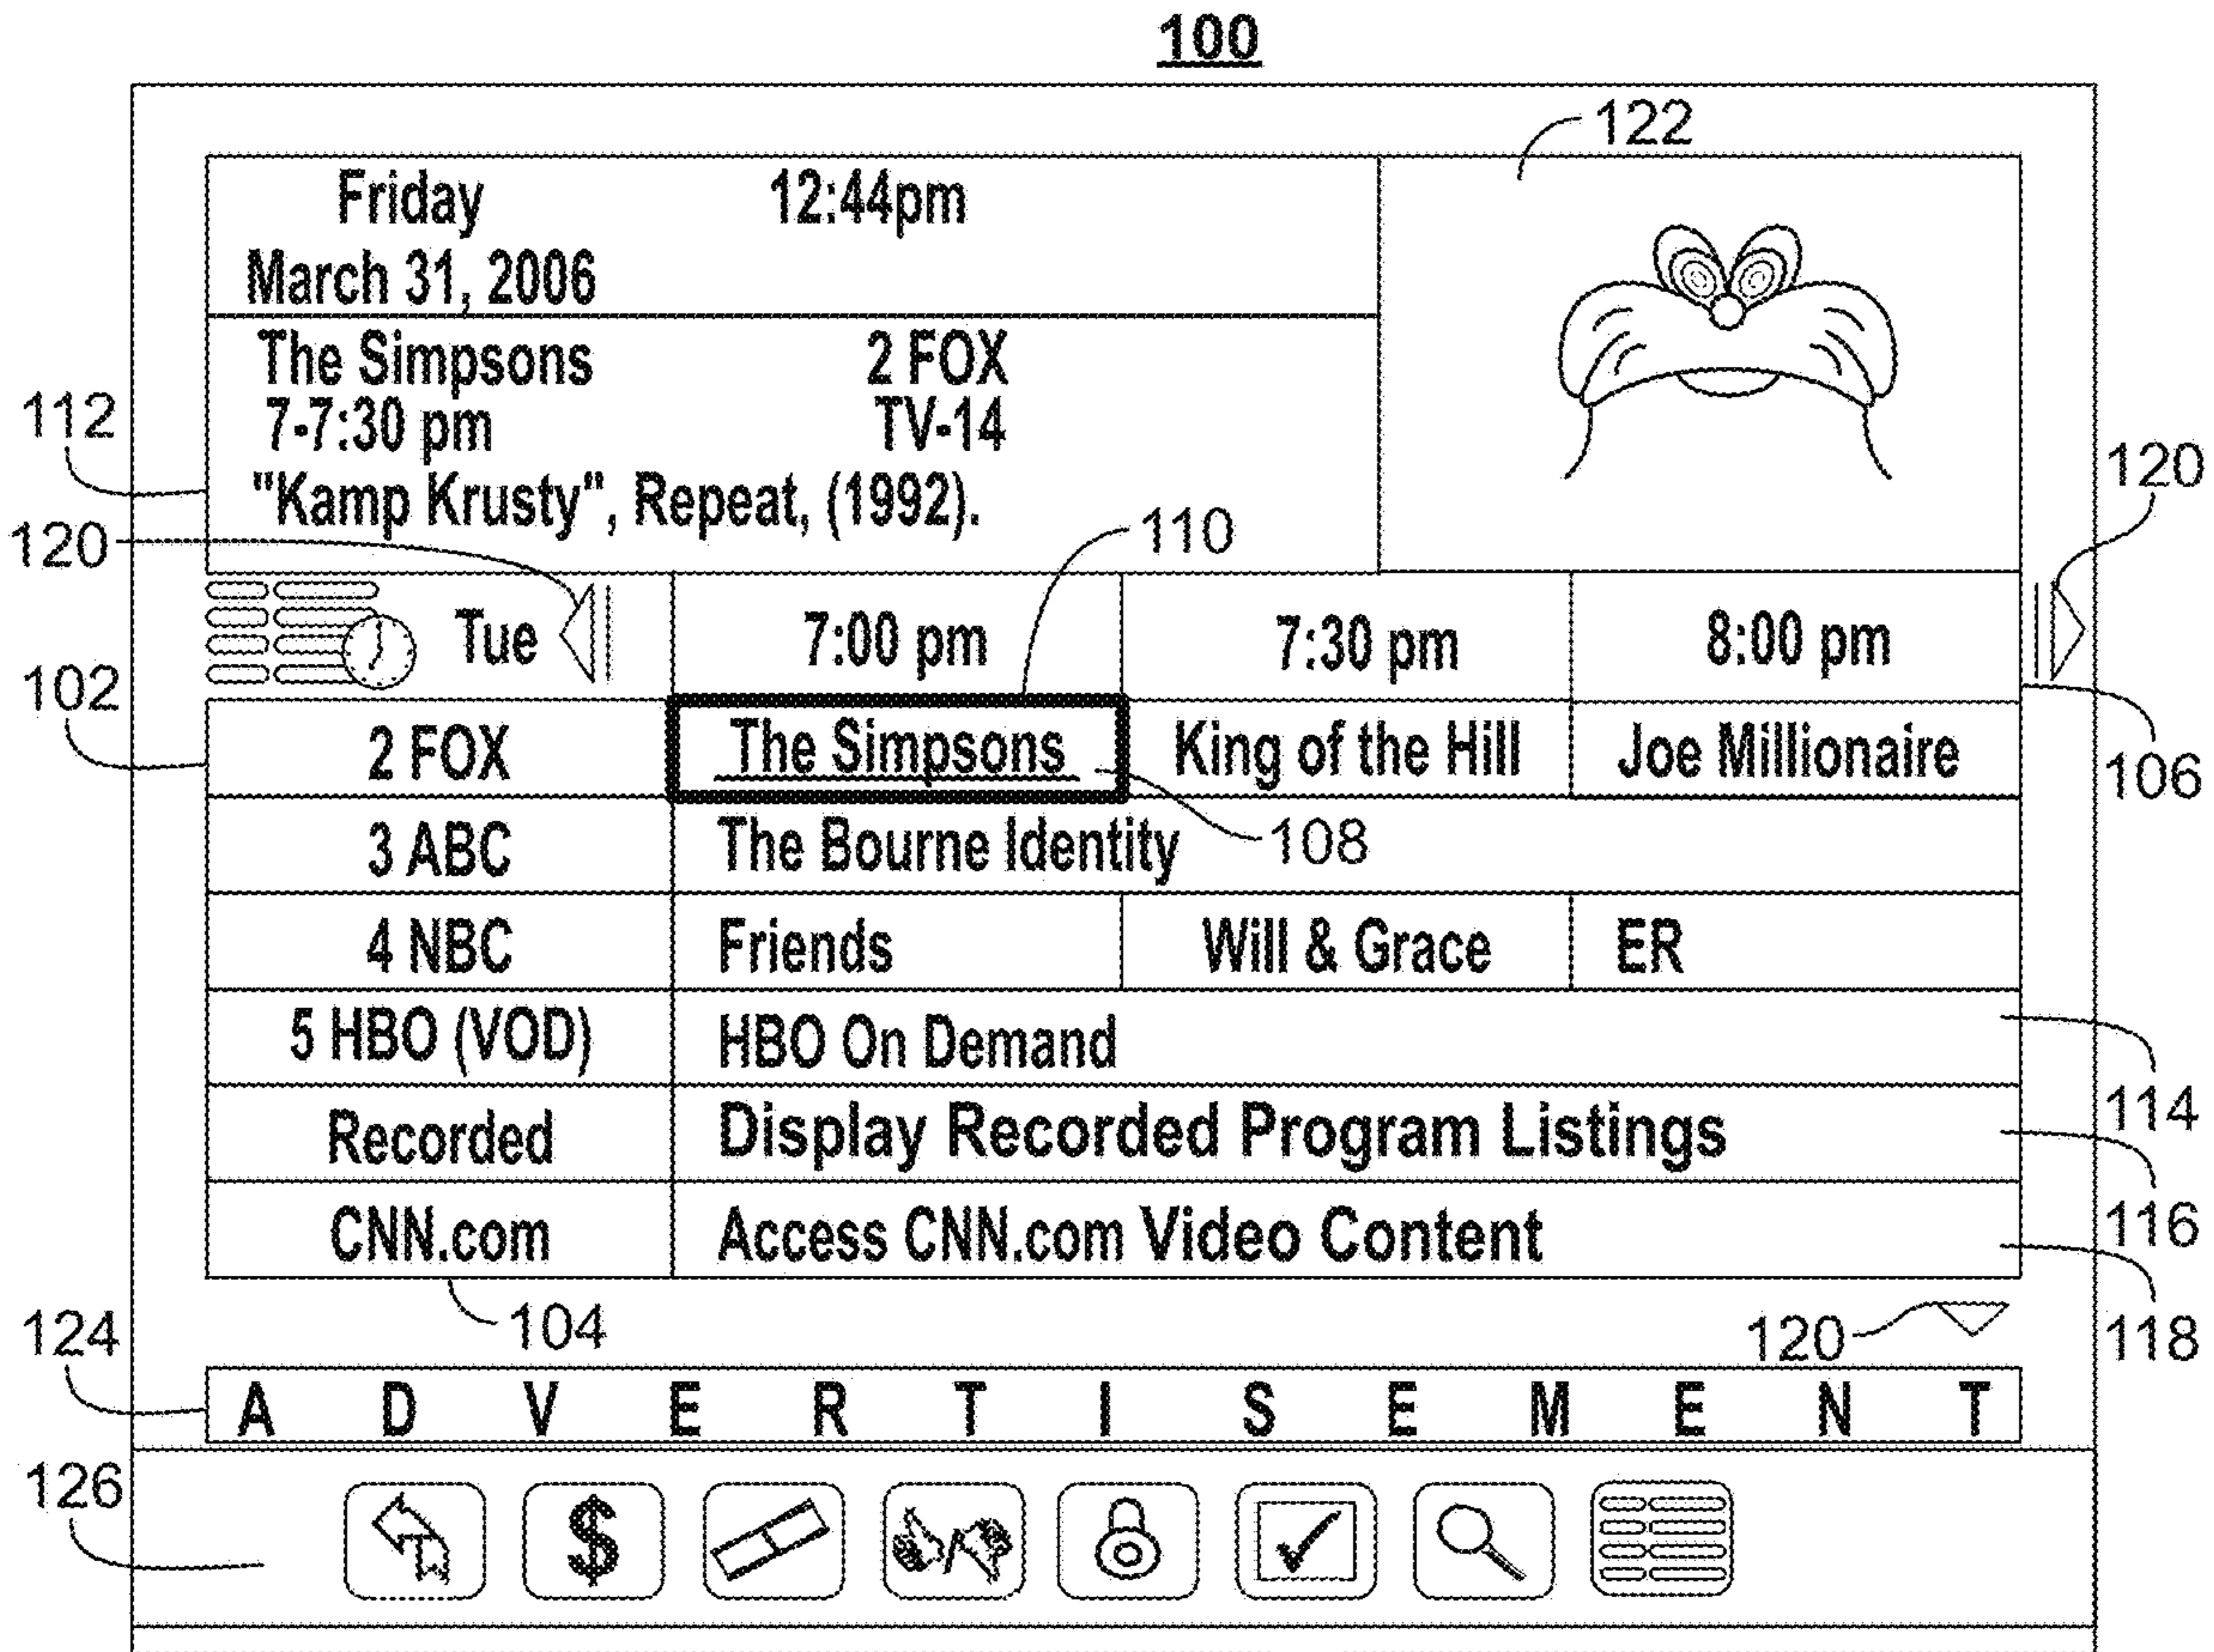 100
122
Friday 12:44pm
March 31, 2006
The Simpsons 2 FOX
7-7:30 pm TV-14
"Kamp Krusty", Repeat, (1992).
112
120
110
120
Tue 7:00 pm 7:30 pm 8:00 pm
102
2 FOX The Simpsons King of the Hill Joe Millionaire
106
3 ABC The Bourne Identity
108
4 NBC Friends Will & Grace ER
5 HBO (VOD) HBO On Demand
114
Recorded Display Recorded Program Listings
116
CNN.com Access CNN.com Video Content
104
120
118
124
A D V E R T I S E M E N T
126
$